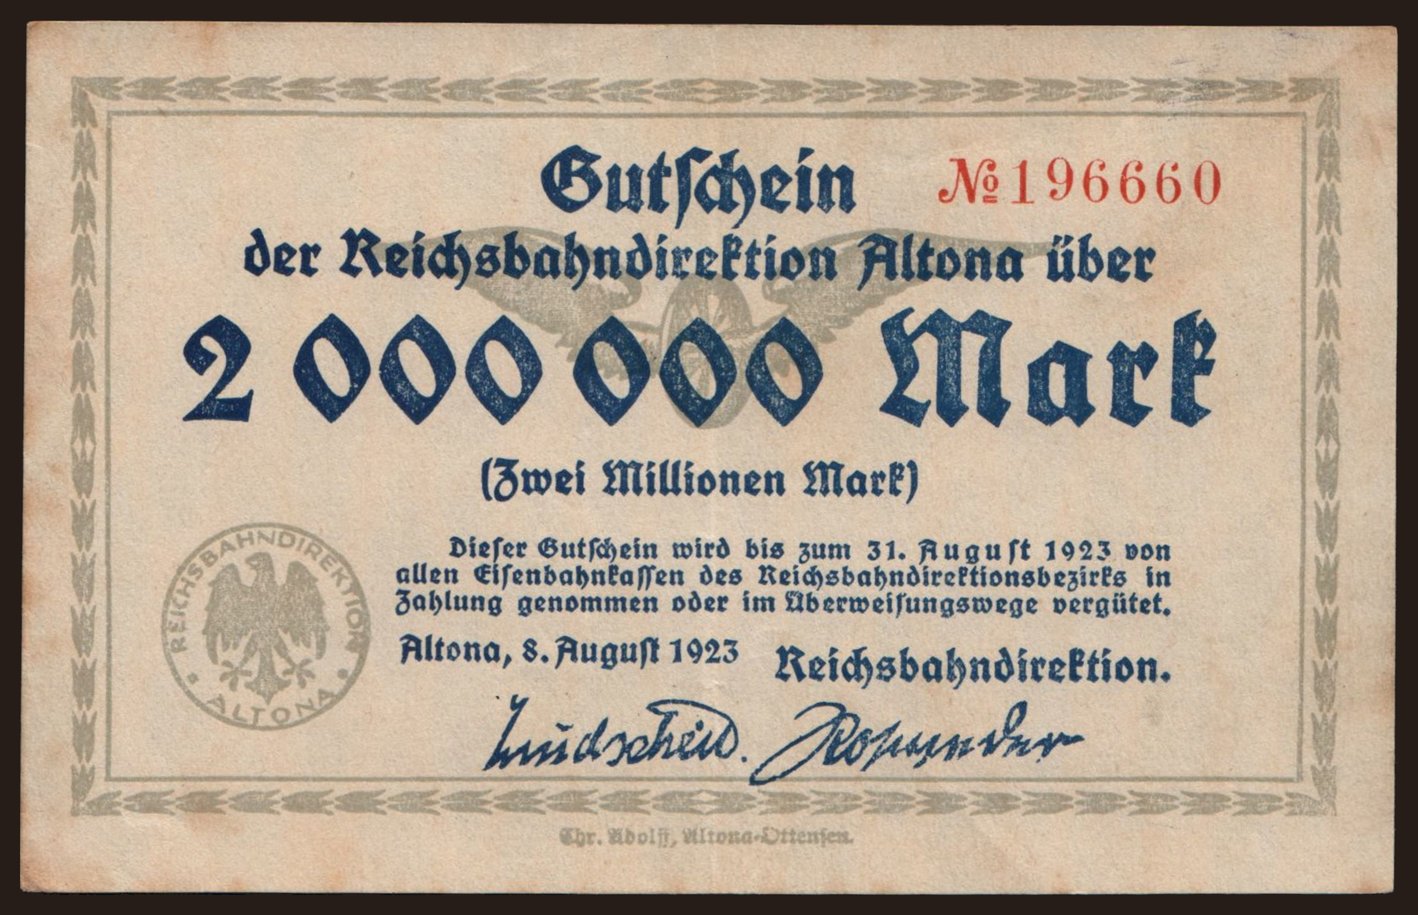 Gutschein
№ 196660
der Reichsbahndirektion Altona über
2 000 000 Mark
(Zwei Millionen Mark)
Dieser Gutschein wird bis zum 31. August 1923 von
allen Eisenbahnkassen des Reichsbahndirektionsbezirks in
Zahlung genommen oder im Überweisungswege vergütet.
Altona, 8. August 1923
Reichsbahndirektion.
REICHSBAHNDIREKTION
ALTONA
Chr. Adolff, Altona-Ottensen.